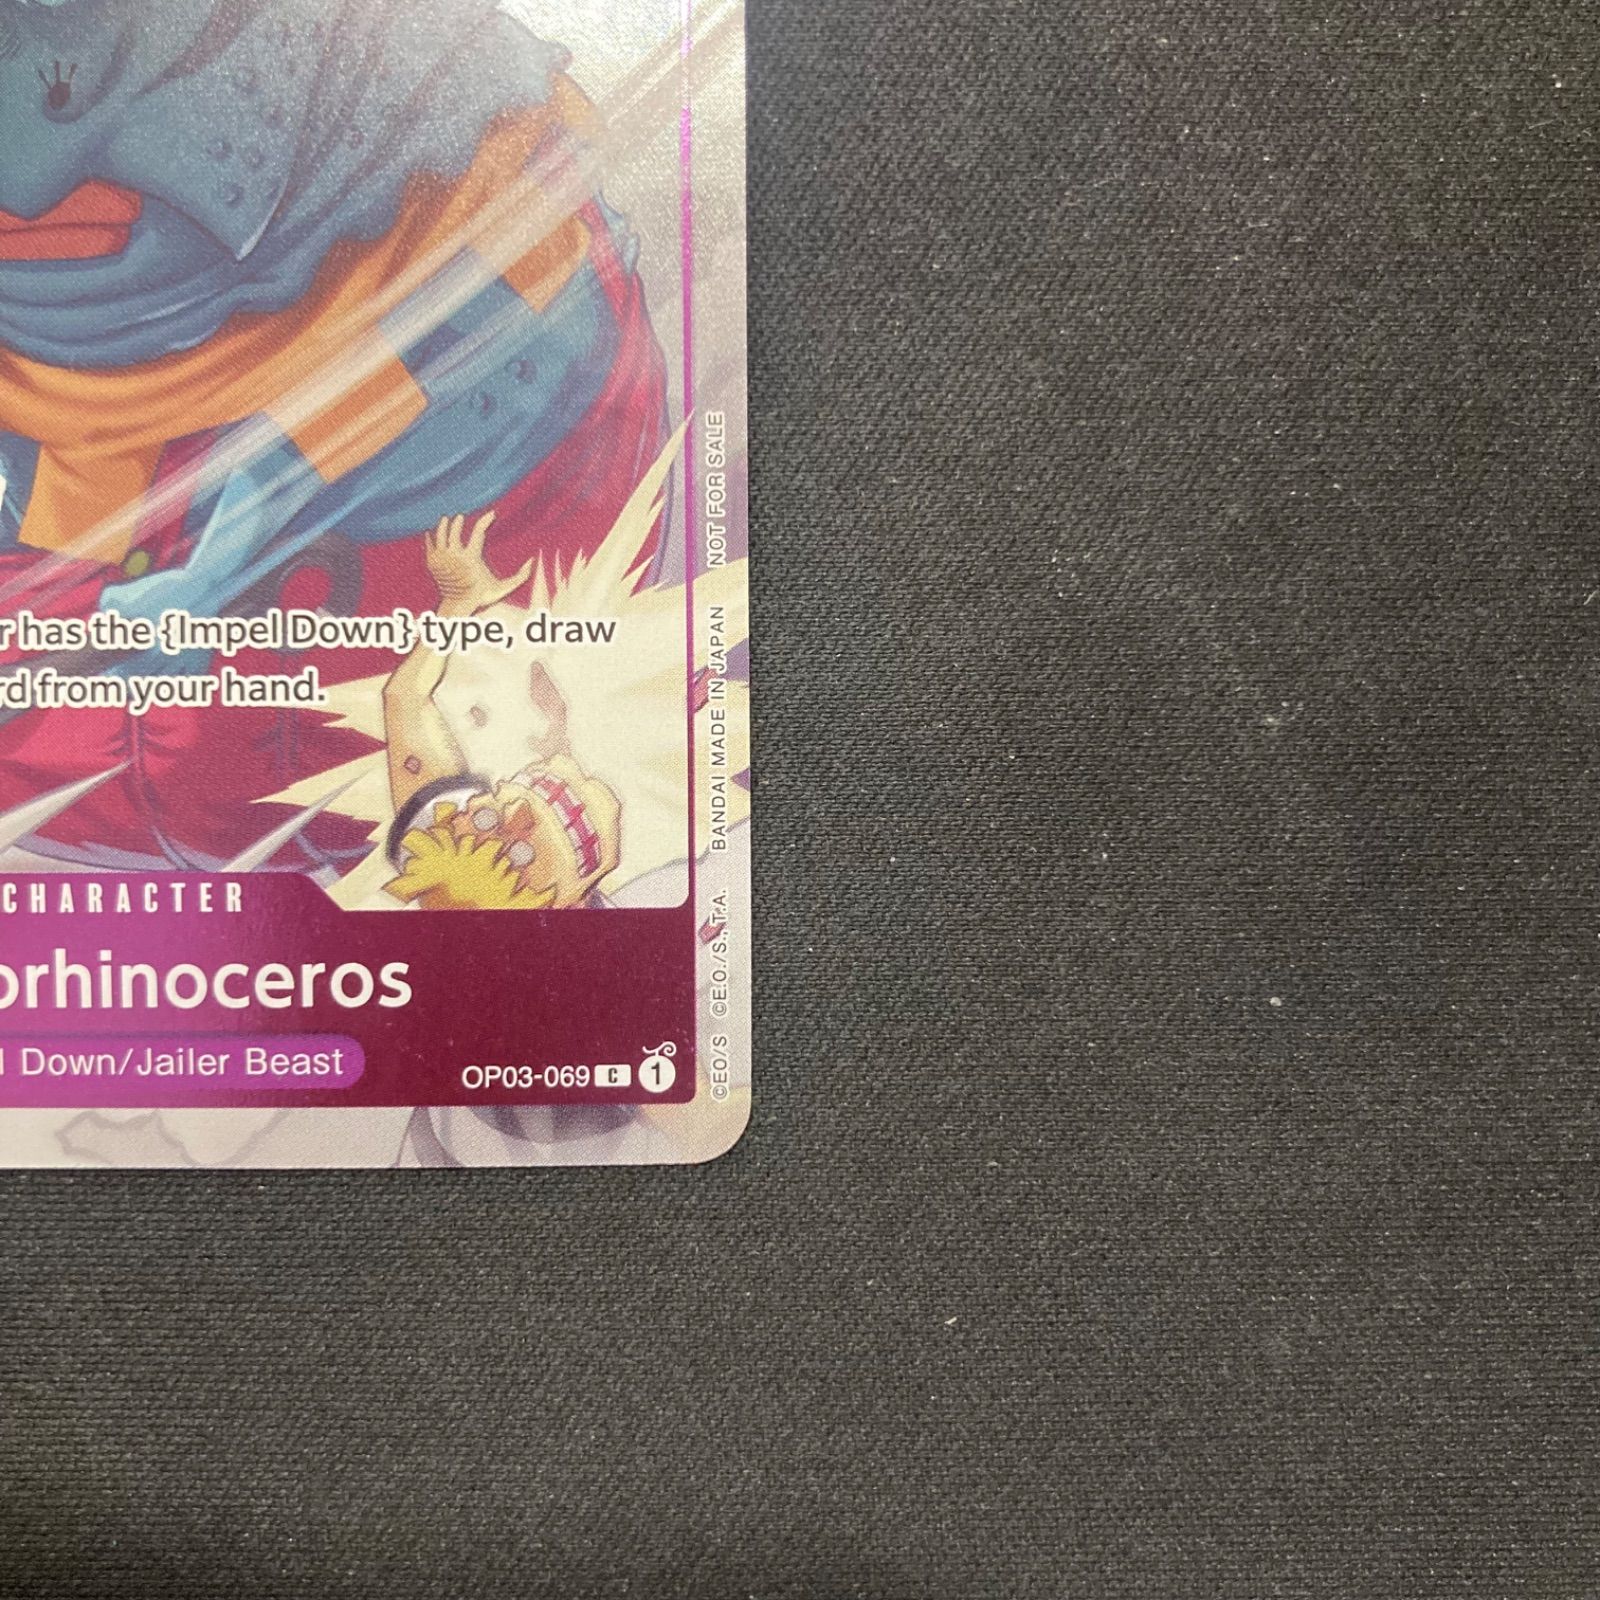 r has the {Impel Down} type, draw
rd from your hand.
CHARACTER
orhinoceros
l Down/Jailer Beast
OP03-069 C 1
©EO/S ©E.O./S., T.A. BANDAI MADE IN JAPAN NOT FOR SALE